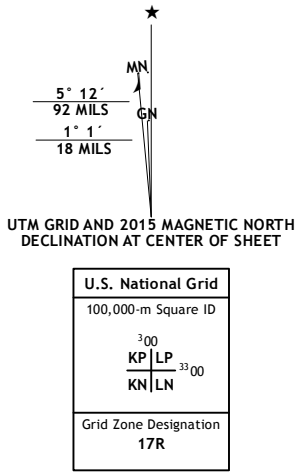 ★
MN
5° 12´
92 MILS
GN
1° 1´
18 MILS
UTM GRID AND 2015 MAGNETIC NORTH
DECLINATION AT CENTER OF SHEET
U.S. National Grid
100,000-m Square ID
³00
KP LP
³³00
KN LN
Grid Zone Designation
17R